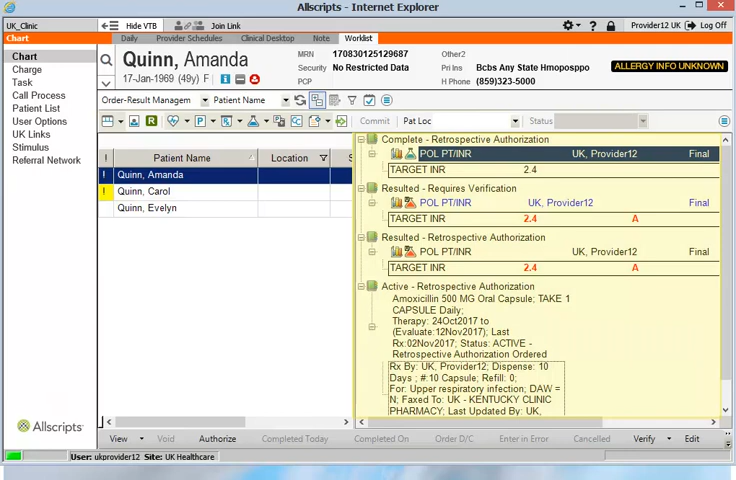 Allscripts - Internet Explorer
UK_Clinic
Hide VTB
Join Link
Provider12 UK
Log Off
Chart
Daily
Provider Schedules
Clinical Desktop
Note
Worklist
Chart
Charge
Task
Call Process
Patient List
User Options
UK Links
Stimulus
Referral Network
Quinn, Amanda
17-Jan-1969 (49y) F
MRN 170830125129687
Security No Restricted Data
PCP
Other2
Pri Ins Bcbs Any State Hmoposppo
H Phone (859)323-5000
ALLERGY INFO UNKNOWN
Order-Result Managem
Patient Name
Commit
Pat Loc
Status
! Patient Name Location S
! Quinn, Amanda
! Quinn, Carol
Quinn, Evelyn
Complete - Retrospective Authorization
POL PT/INR UK, Provider12 Final
TARGET INR 2.4
Resulted - Requires Verification
POL PT/INR UK, Provider12 Final
TARGET INR 2.4 A
Resulted - Retrospective Authorization
POL PT/INR UK, Provider12 Final
TARGET INR 2.4 A
Active - Retrospective Authorization
Amoxicillin 500 MG Oral Capsule; TAKE 1
CAPSULE Daily;
Therapy: 24Oct2017 to
(Evaluate:12Nov2017); Last
Rx:02Nov2017; Status: ACTIVE -
Retrospective Authorization Ordered
Rx By: UK, Provider12; Dispense: 10
Days ; #:10 Capsule; Refill: 0;
For: Upper respiratory infection; DAW =
N; Faxed To: UK - KENTUCKY CLINIC
PHARMACY; Last Updated By: UK,
Allscripts
View Void Authorize Completed Today Completed On Order D/C Enter in Error Cancelled Verify Edit
User: ukprovider12 Site: UK Healthcare